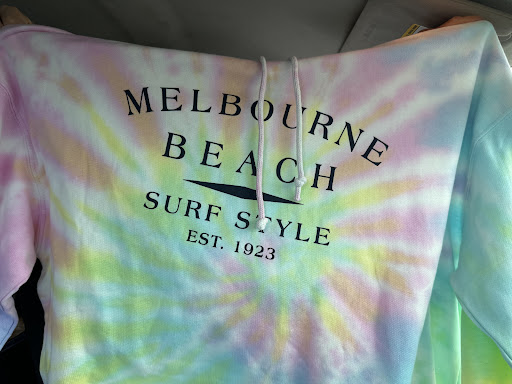 MELBOURNE
BEACH
SURF STYLE
EST. 1923